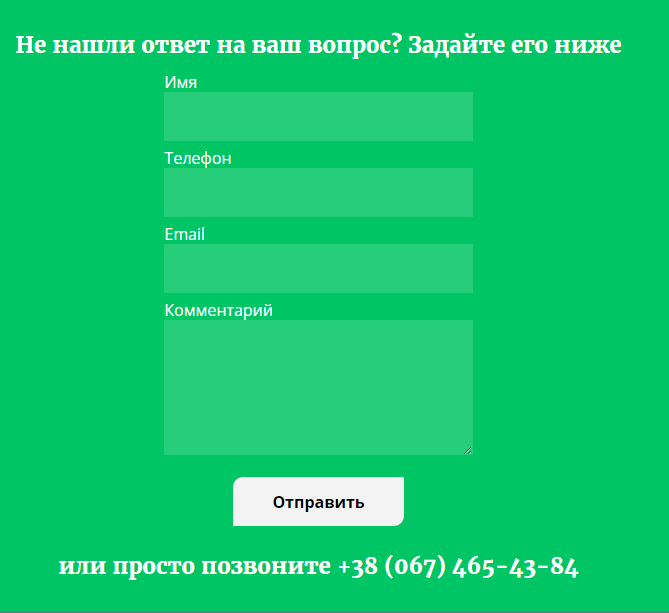 Не нашли ответ на ваш вопрос? Задайте его ниже
Имя
Телефон
Email
Комментарий
Отправить
или просто позвоните +38 (067) 465-43-84